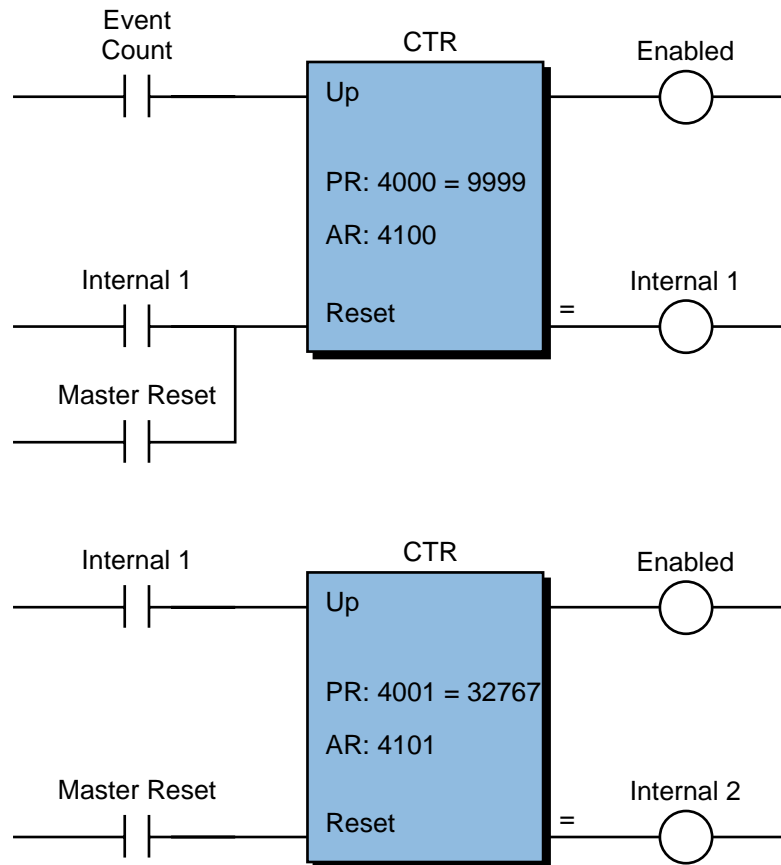 Event
Count
CTR
Enabled
Up
PR: 4000 = 9999
AR: 4100
Internal 1
Reset
=
Internal 1
Master Reset
Internal 1
CTR
Enabled
Up
PR: 4001 = 32767
AR: 4101
Master Reset
Reset
=
Internal 2